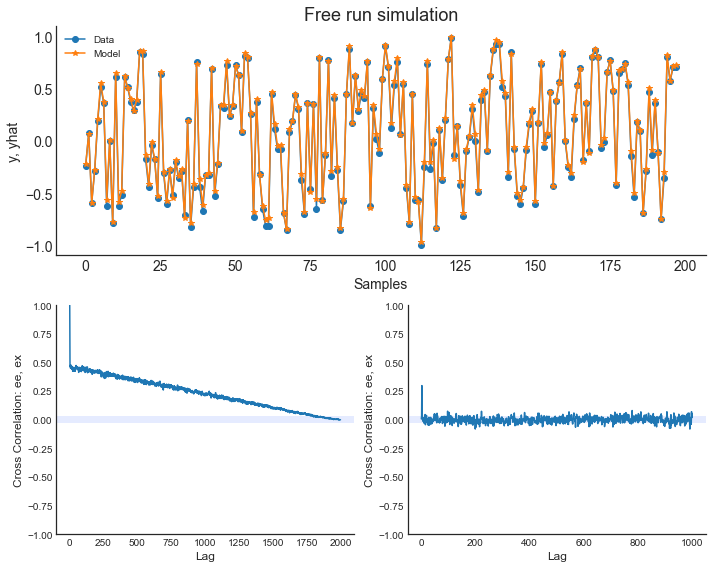 Free run simulation
Data
Model
1.0
0.5
0.0
−0.5
−1.0
y, yhat
0 25 50 75 100 125 150 175 200
Samples
1.00
0.75
0.50
0.25
0.00
−0.25
−0.50
−0.75
−1.00
Cross Correlation: ee, ex
0 250 500 750 1000 1250 1500 1750 2000
Lag
1.00
0.75
0.50
0.25
0.00
−0.25
−0.50
−0.75
−1.00
Cross Correlation: ee, ex
0 200 400 600 800 1000
Lag